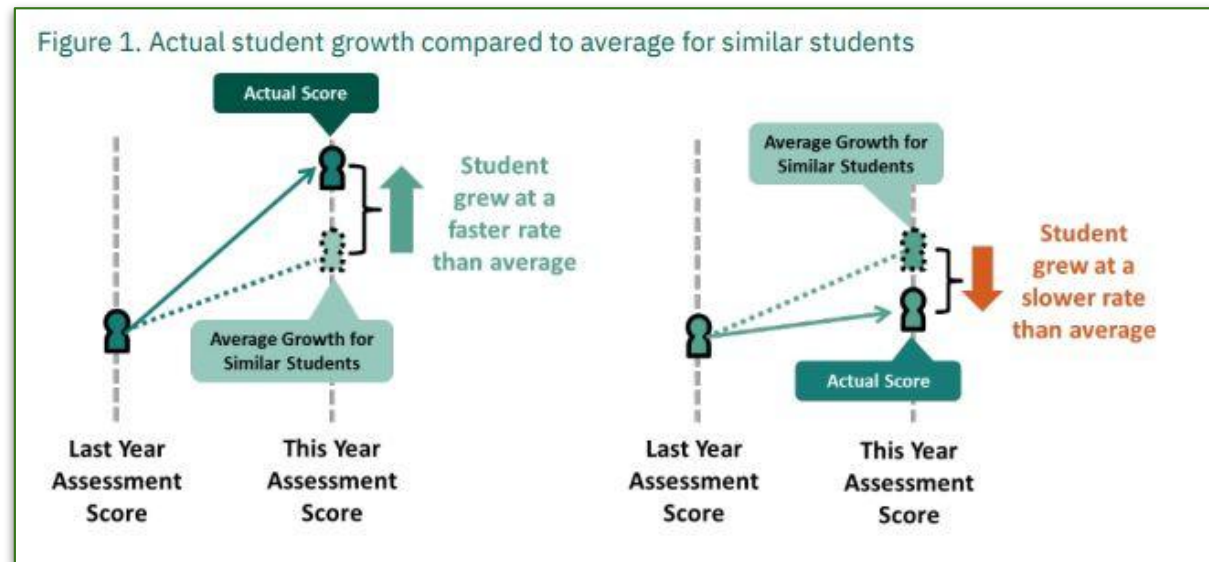 Figure 1. Actual student growth compared to average for similar students
Actual Score
Student
grew at a
faster rate
than average
Average Growth for
Similar Students
Last Year
Assessment
Score
This Year
Assessment
Score
Average Growth for
Similar Students
Student
grew at a
slower rate
than average
Actual Score
Last Year
Assessment
Score
This Year
Assessment
Score